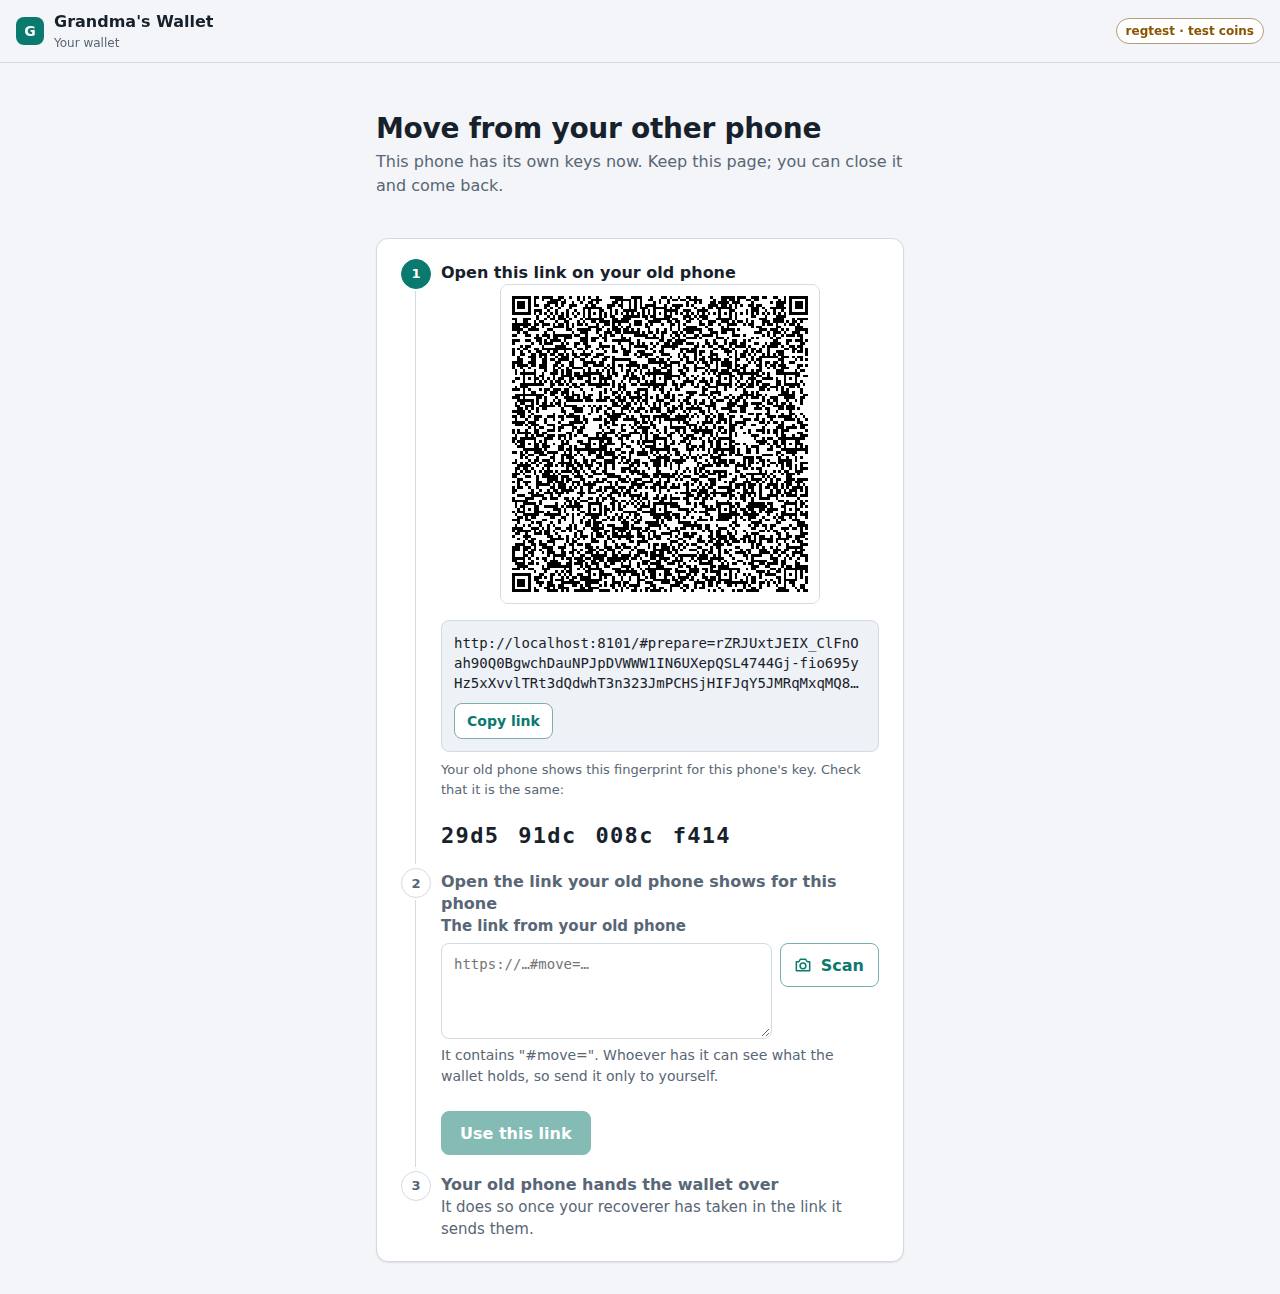 G
Grandma's Wallet
Your wallet
regtest · test coins
Move from your other phone
This phone has its own keys now. Keep this page; you can close it
and come back.
1
Open this link on your old phone
http://localhost:8101/#prepare=rZRJUxtJEIX_ClFnO
ah90Q0BgwchDauNPJpDVWWW1IN6UXepQSL4744Gj-fio695y
Hz5xXvvlTRt3dQdwhT3n323JmPCHSjHIFJqY5JMRqMxqMQ8…
Copy link
Your old phone shows this fingerprint for this phone's key. Check
that it is the same:
29d5 91dc 008c f414
2
Open the link your old phone shows for this
phone
The link from your old phone
https://…#move=…
Scan
It contains "#move=". Whoever has it can see what the
wallet holds, so send it only to yourself.
Use this link
3
Your old phone hands the wallet over
It does so once your recoverer has taken in the link it
sends them.